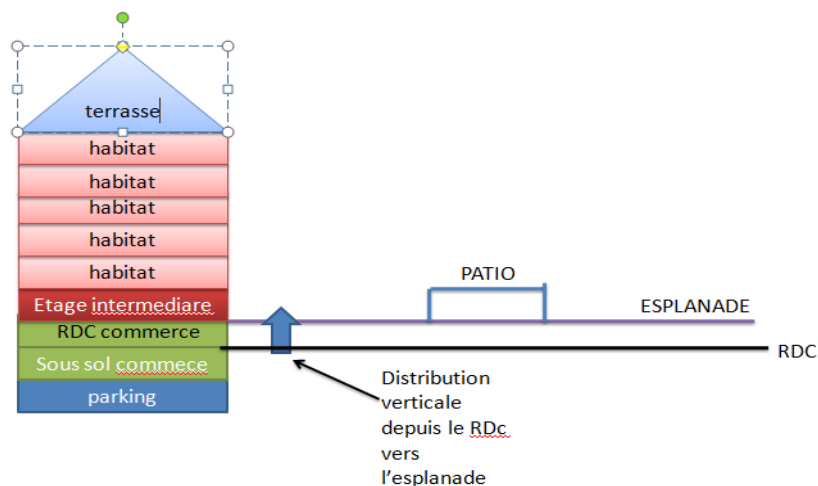 terrasse
habitat
habitat
habitat
habitat
habitat
PATIO
Etage intermediare
ESPLANADE
RDC commerce
RDC
Sous sol commece
parking
Distribution
verticale
depuis le RDc
vers
l'esplanade